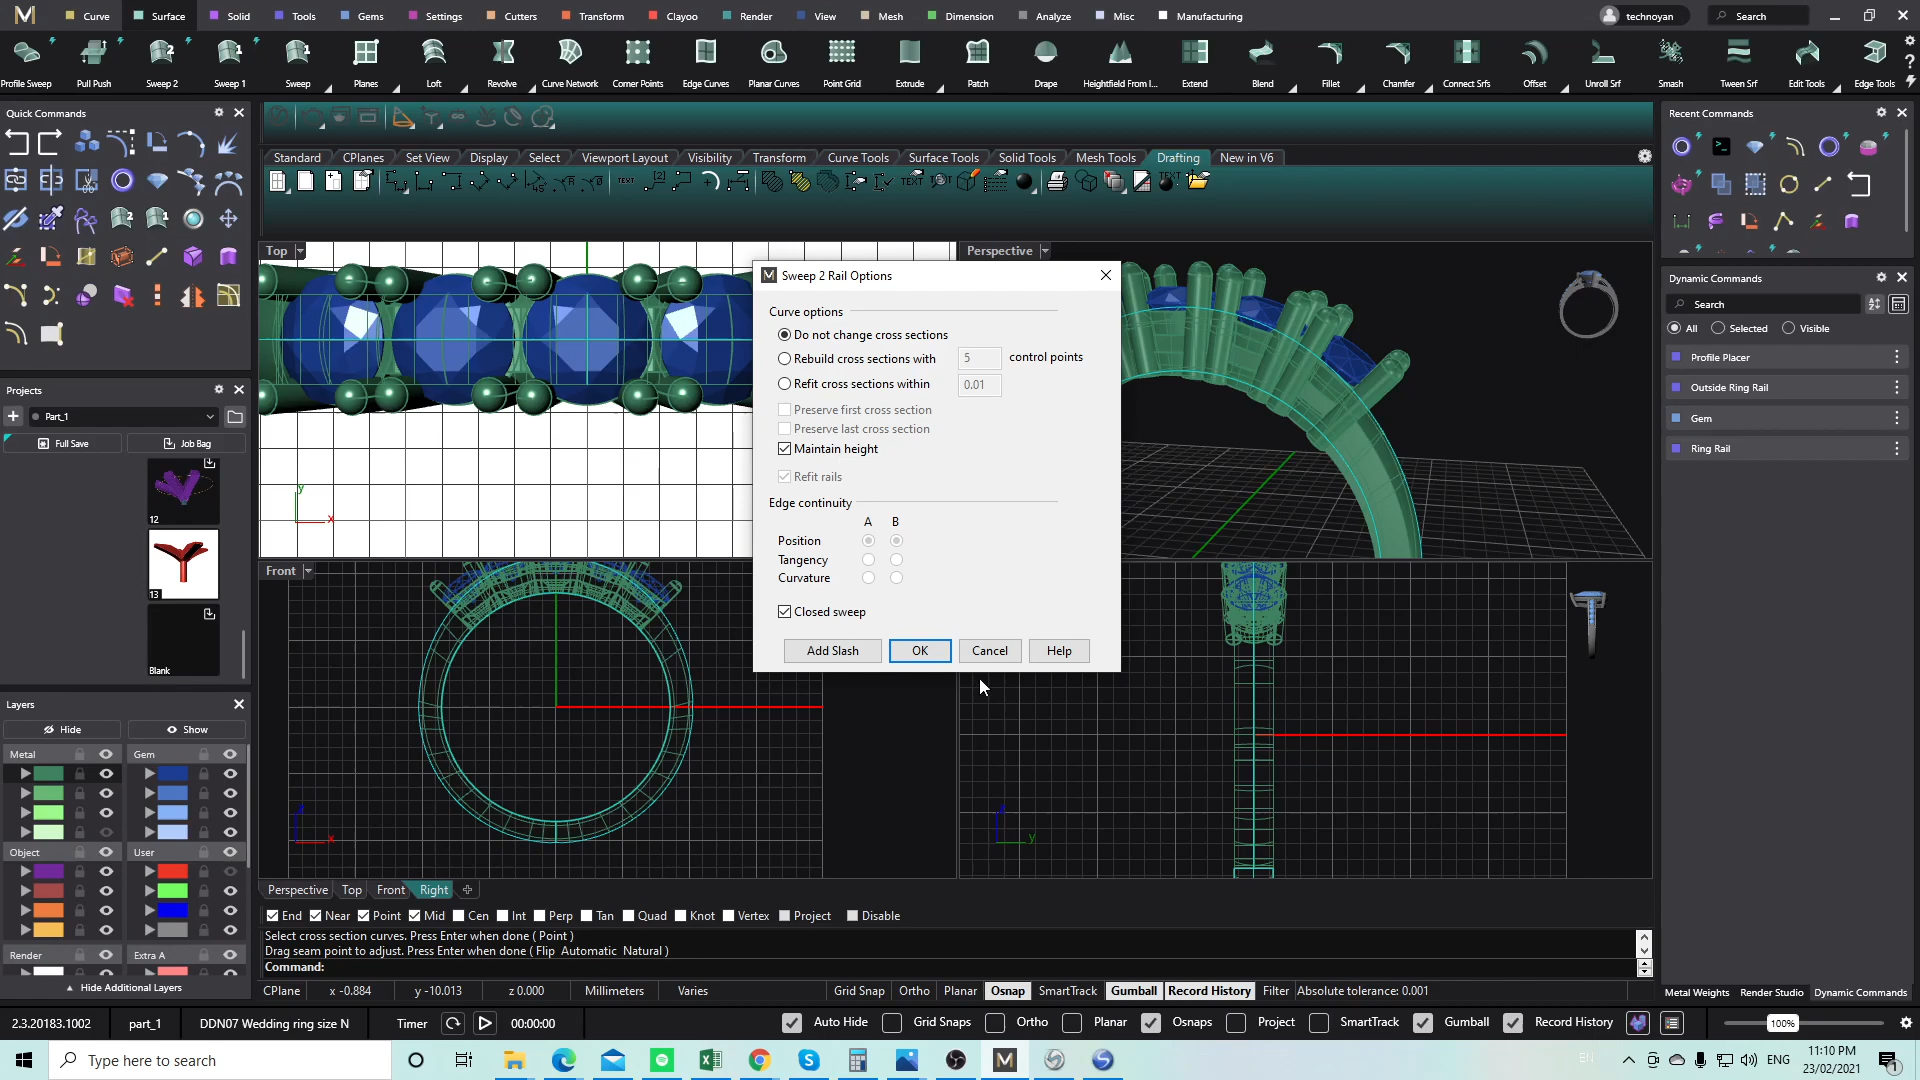 Curve Surface Solid Tools Gems Settings Cutters Transform Clayoo Render View Mesh Dimension Analyze Misc Manufacturing technoyan Search
Profile Sweep Pull Push Sweep 2 Sweep 1 Sweep Planes Loft Revolve Curve Network Corner Points Edge Curves Planar Curves Point Grid Extrude Patch Drape Heightfield From I... Extend Blend Fillet Chamfer Connect Srfs Offset Unroll Srf Smash Tween Srf Edit Tools Edge Tools
Quick Commands
Standard CPlanes Set View Display Select Viewport Layout Visibility Transform Curve Tools Surface Tools Solid Tools Mesh Tools Drafting New in V6
Top
Perspective
Sweep 2 Rail Options
Curve options
Do not change cross sections
Rebuild cross sections with 5 control points
Refit cross sections within 0.01
Preserve first cross section
Preserve last cross section
Maintain height
Refit rails
Edge continuity
A B
Position
Tangency
Curvature
Closed sweep
Add Slash OK Cancel Help
Recent Commands
Dynamic Commands
Search
All Selected Visible
Profile Placer
Outside Ring Rail
Gem
Ring Rail
Projects
Part_1
Full Save Job Bag
12
13
Blank
y
x
Front
z
x
z
y
Layers
Hide Show
Metal Gem
Object User
Render Extra A
Hide Additional Layers
Perspective Top Front Right
End Near Point Mid Cen Int Perp Tan Quad Knot Vertex Project Disable
Select cross section curves. Press Enter when done ( Point )
Drag seam point to adjust. Press Enter when done ( Flip Automatic Natural )
Command:
CPlane x -0.884 y -10.013 z 0.000 Millimeters Varies Grid Snap Ortho Planar Osnap SmartTrack Gumball Record History Filter Absolute tolerance: 0.001
Metal Weights Render Studio Dynamic Commands
2.3.20183.1002 part_1 DDN07 Wedding ring size N Timer 00:00:00 Auto Hide Grid Snaps Ortho Planar Osnaps Project SmartTrack Gumball Record History 100%
Type here to search
ENG
11:10 PM
23/02/2021